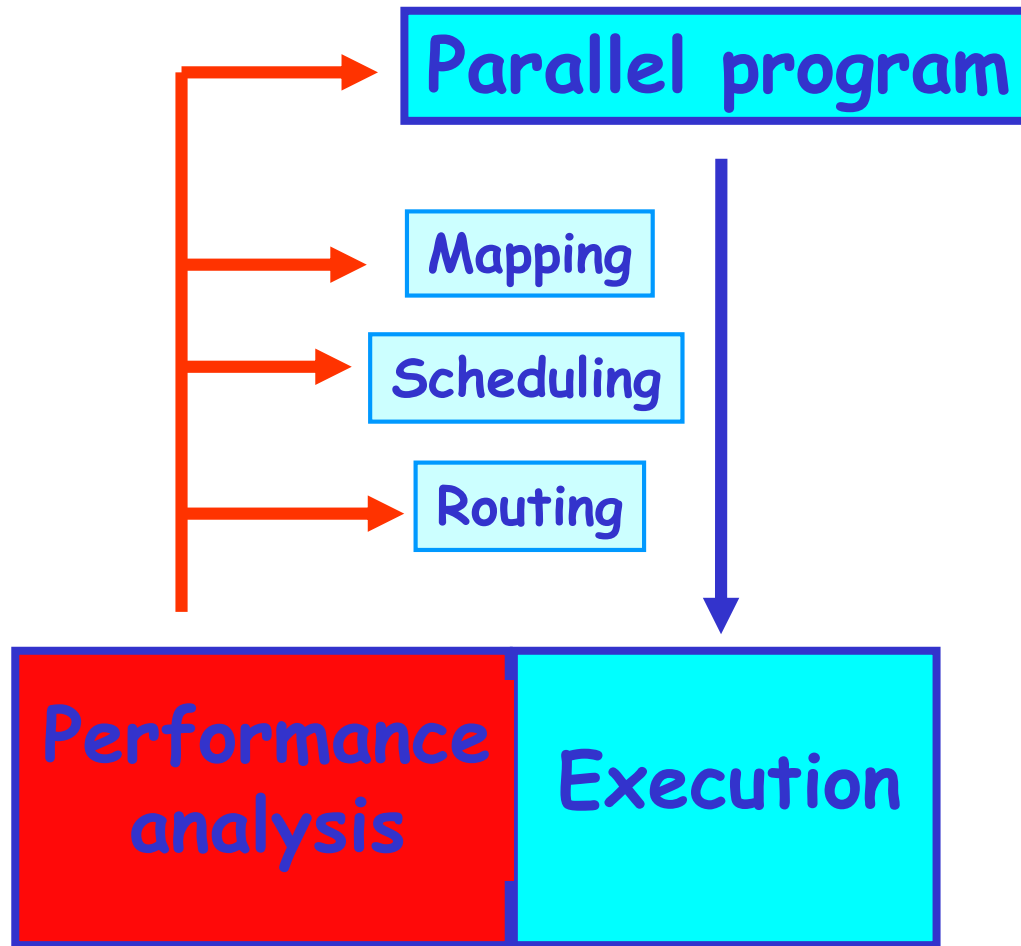 Parallel program
Mapping
Scheduling
Routing
Performance
analysis
Execution